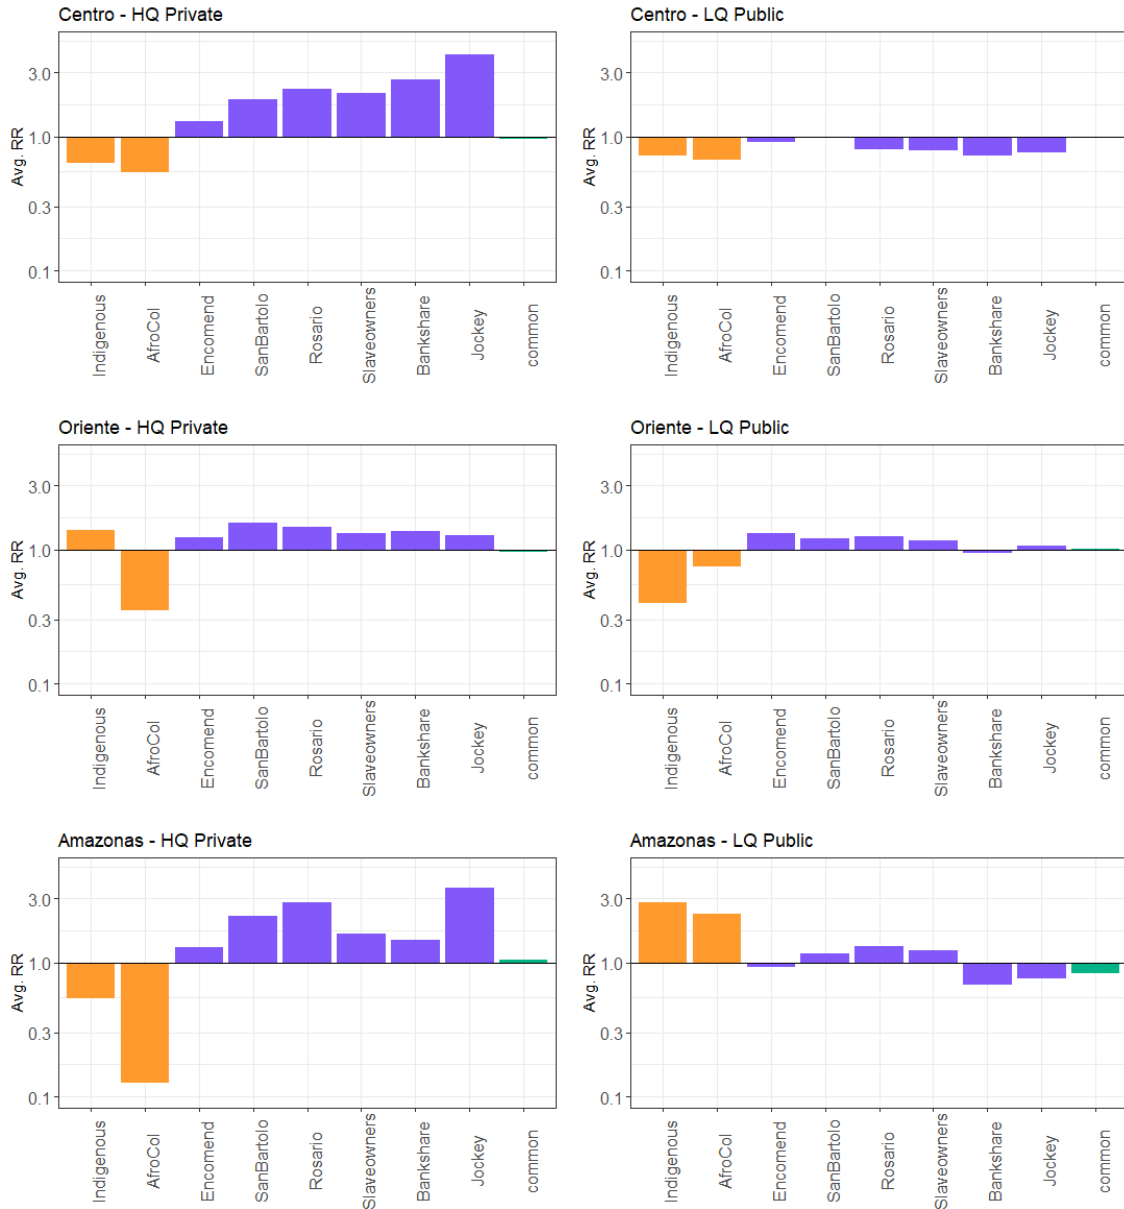 Centro - HQ Private
Avg. RR
3.0
1.0
0.3
0.1
Indigenous
AfroCol
Encomend
SanBartolo
Rosario
Slaveowners
Bankshare
Jockey
common
Centro - LQ Public
Avg. RR
3.0
1.0
0.3
0.1
Indigenous
AfroCol
Encomend
SanBartolo
Rosario
Slaveowners
Bankshare
Jockey
common
Oriente - HQ Private
Avg. RR
3.0
1.0
0.3
0.1
Indigenous
AfroCol
Encomend
SanBartolo
Rosario
Slaveowners
Bankshare
Jockey
common
Oriente - LQ Public
Avg. RR
3.0
1.0
0.3
0.1
Indigenous
AfroCol
Encomend
SanBartolo
Rosario
Slaveowners
Bankshare
Jockey
common
Amazonas - HQ Private
Avg. RR
3.0
1.0
0.3
0.1
Indigenous
AfroCol
Encomend
SanBartolo
Rosario
Slaveowners
Bankshare
Jockey
common
Amazonas - LQ Public
Avg. RR
3.0
1.0
0.3
0.1
Indigenous
AfroCol
Encomend
SanBartolo
Rosario
Slaveowners
Bankshare
Jockey
common